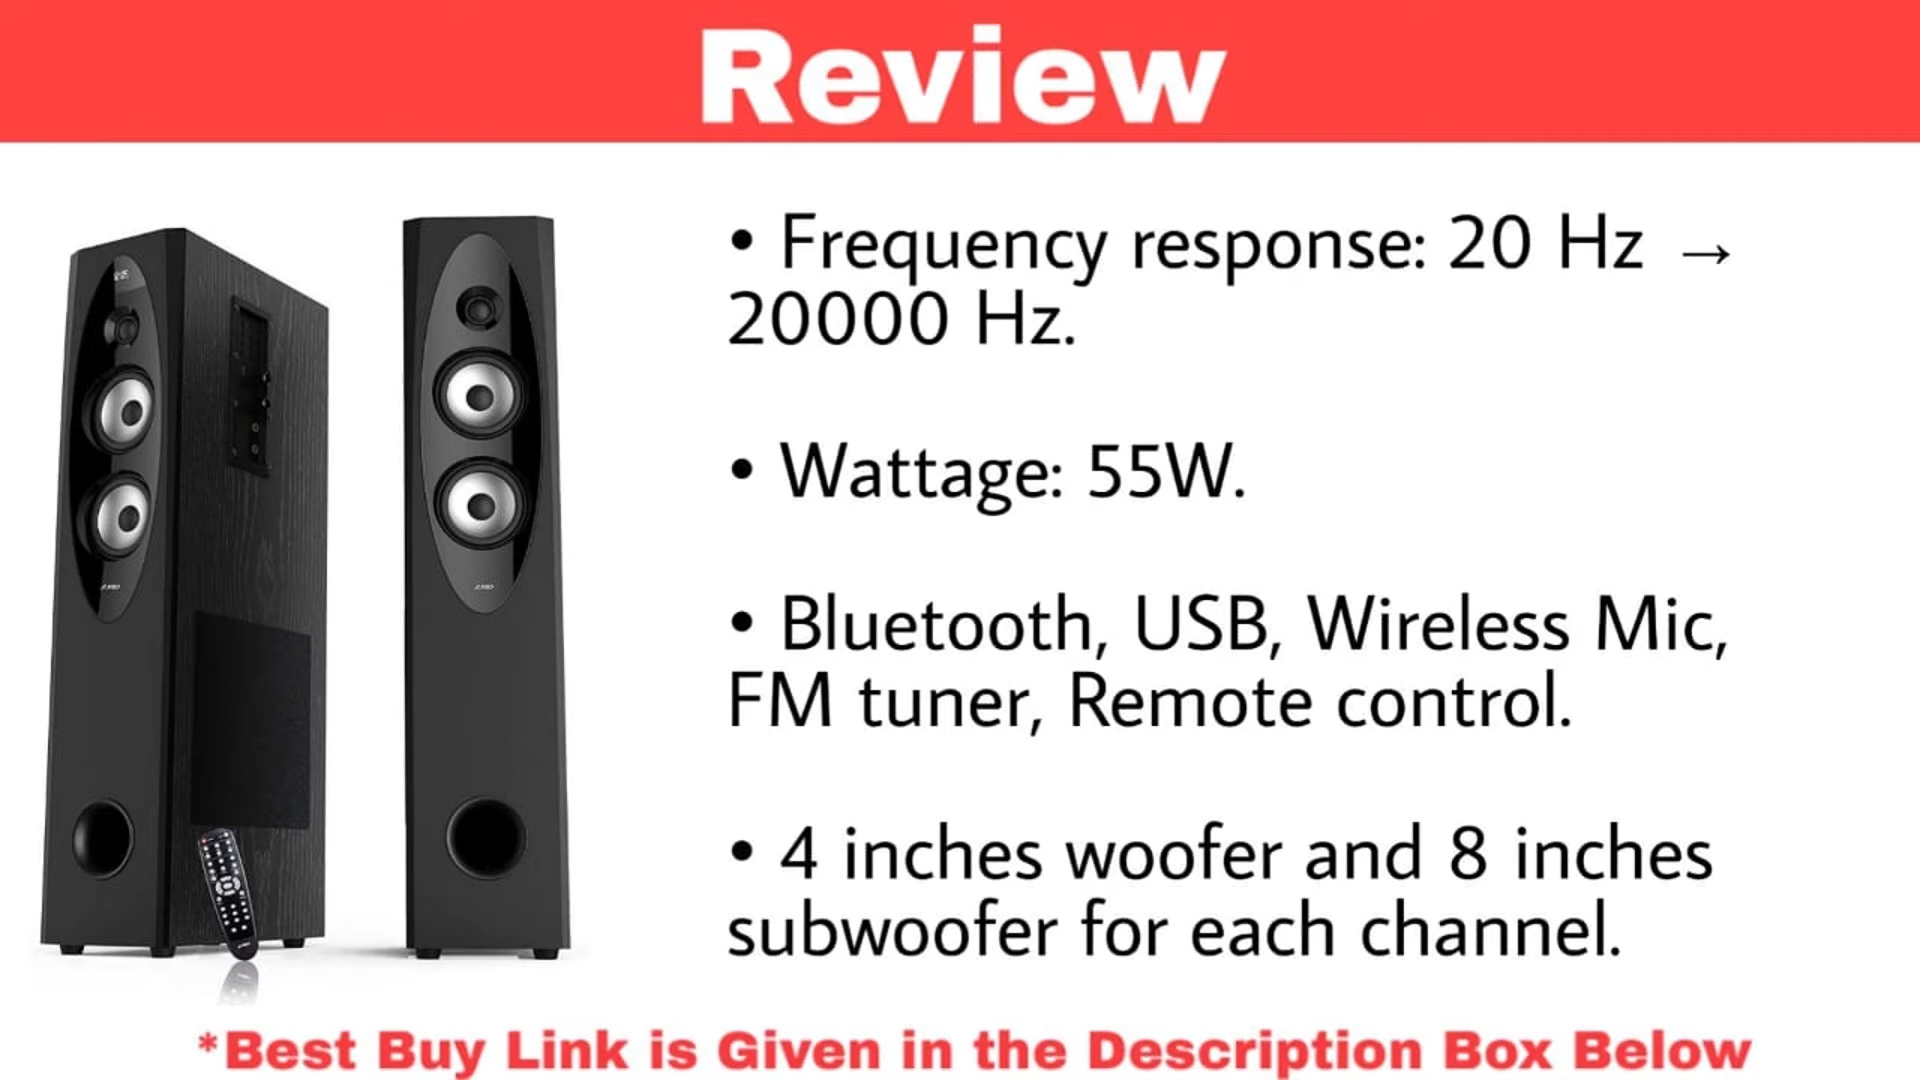 Review
• Frequency response: 20 Hz →
20000 Hz.
• Wattage: 55W.
• Bluetooth, USB, Wireless Mic,
FM tuner, Remote control.
• 4 inches woofer and 8 inches
subwoofer for each channel.
*Best Buy Link is Given in the Description Box Below